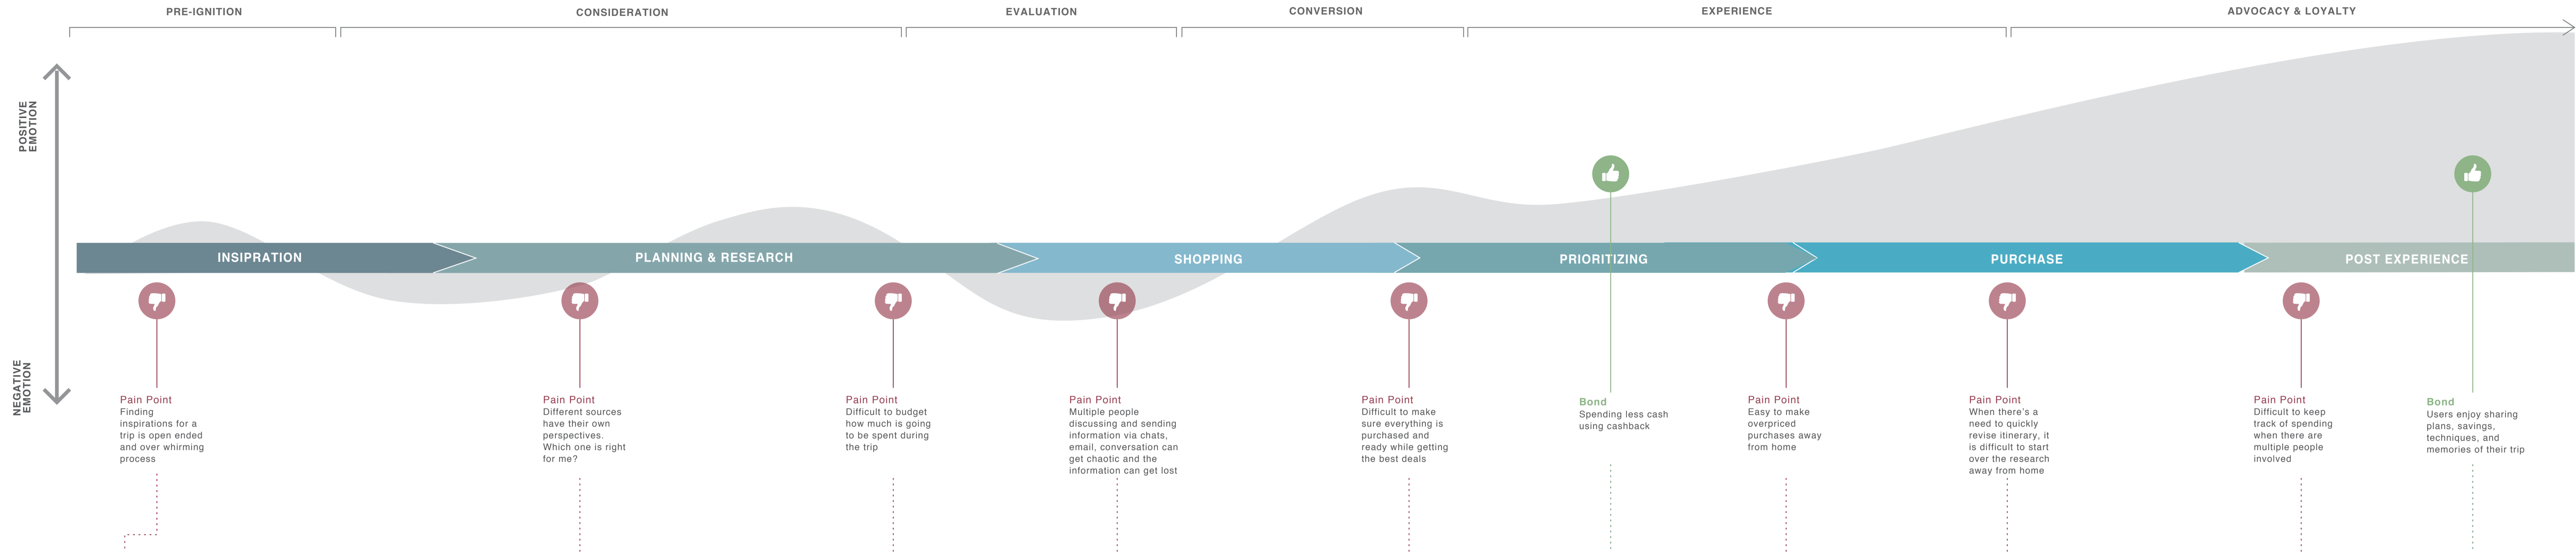 PRE-IGNITION
CONSIDERATION
EVALUATION
CONVERSION
EXPERIENCE
ADVOCACY & LOYALTY
POSITIVE
EMOTION
NEGATIVE
EMOTION
INSIPRATION
PLANNING & RESEARCH
SHOPPING
PRIORITIZING
PURCHASE
POST EXPERIENCE
Pain Point
Finding
inspirations for a
trip is open ended
and over whirming
process
Pain Point
Different sources
have their own
perspectives.
Which one is right
for me?
Pain Point
Difficult to budget
how much is going
to be spent during
the trip
Pain Point
Multiple people
discussing and sending
information via chats,
email, conversation can
get chaotic and the
information can get lost
Pain Point
Difficult to make
sure everything is
purchased and
ready while getting
the best deals
Bond
Spending less cash
using cashback
Pain Point
Easy to make
overpriced
purchases away
from home
Pain Point
When there's a
need to quickly
revise itinerary, it
is difficult to start
over the research
away from home
Pain Point
Difficult to keep
track of spending
when there are
multiple people
involved
Bond
Users enjoy sharing
plans, savings,
techniques, and
memories of their trip